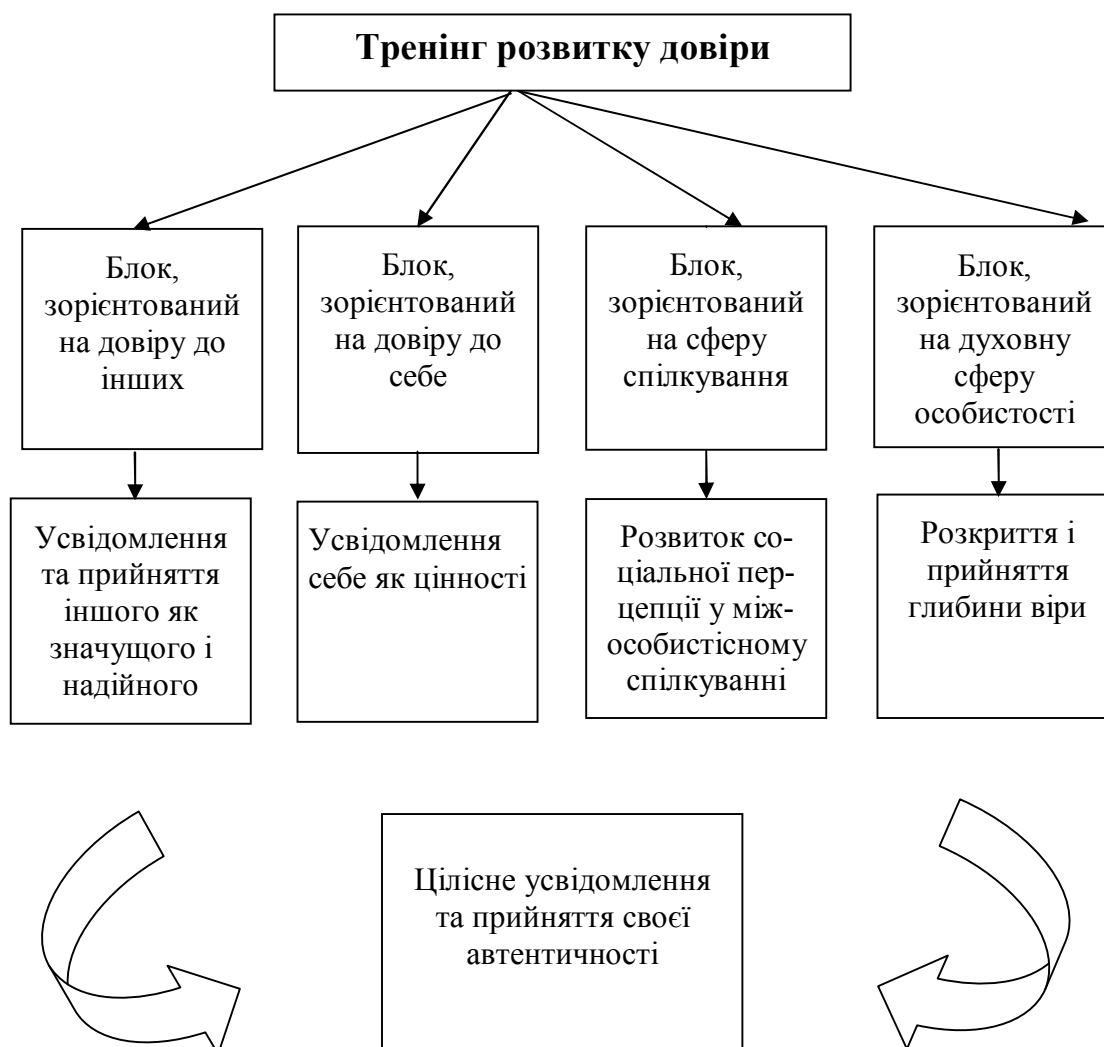 Тренінг розвитку довіри
Блок,
зорієнтований
на довіру до
інших
Блок,
зорієнтований
на довіру до
себе
Блок,
зорієнтований
на сферу
спілкування
Блок,
зорієнтований
на духовну
сферу
особистості
Усвідомлення
та прийняття
іншого як
значущого і
надійного
Усвідомлення
себе як цінності
Розвиток со-
ціальної пер-
цепції у між-
особистісному
спілкуванні
Розкриття і
прийняття
глибини віри
Цілісне усвідомлення
та прийняття своєї
автентичності